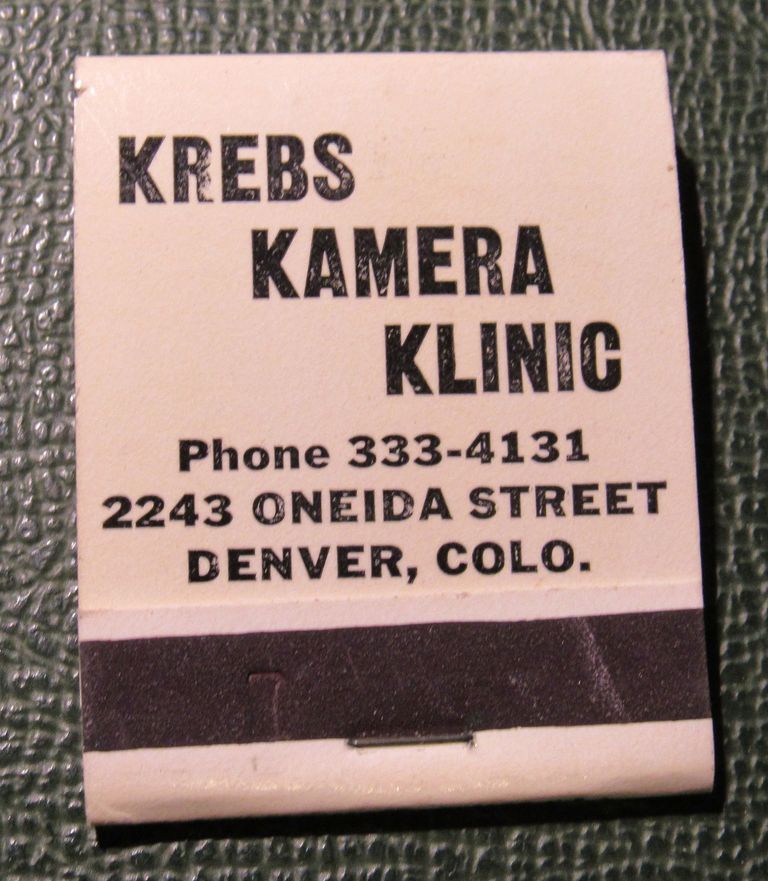 KREBS
KAMERA
KLINIC
Phone 333-4131
2243 ONEIDA STREET
DENVER, COLO.